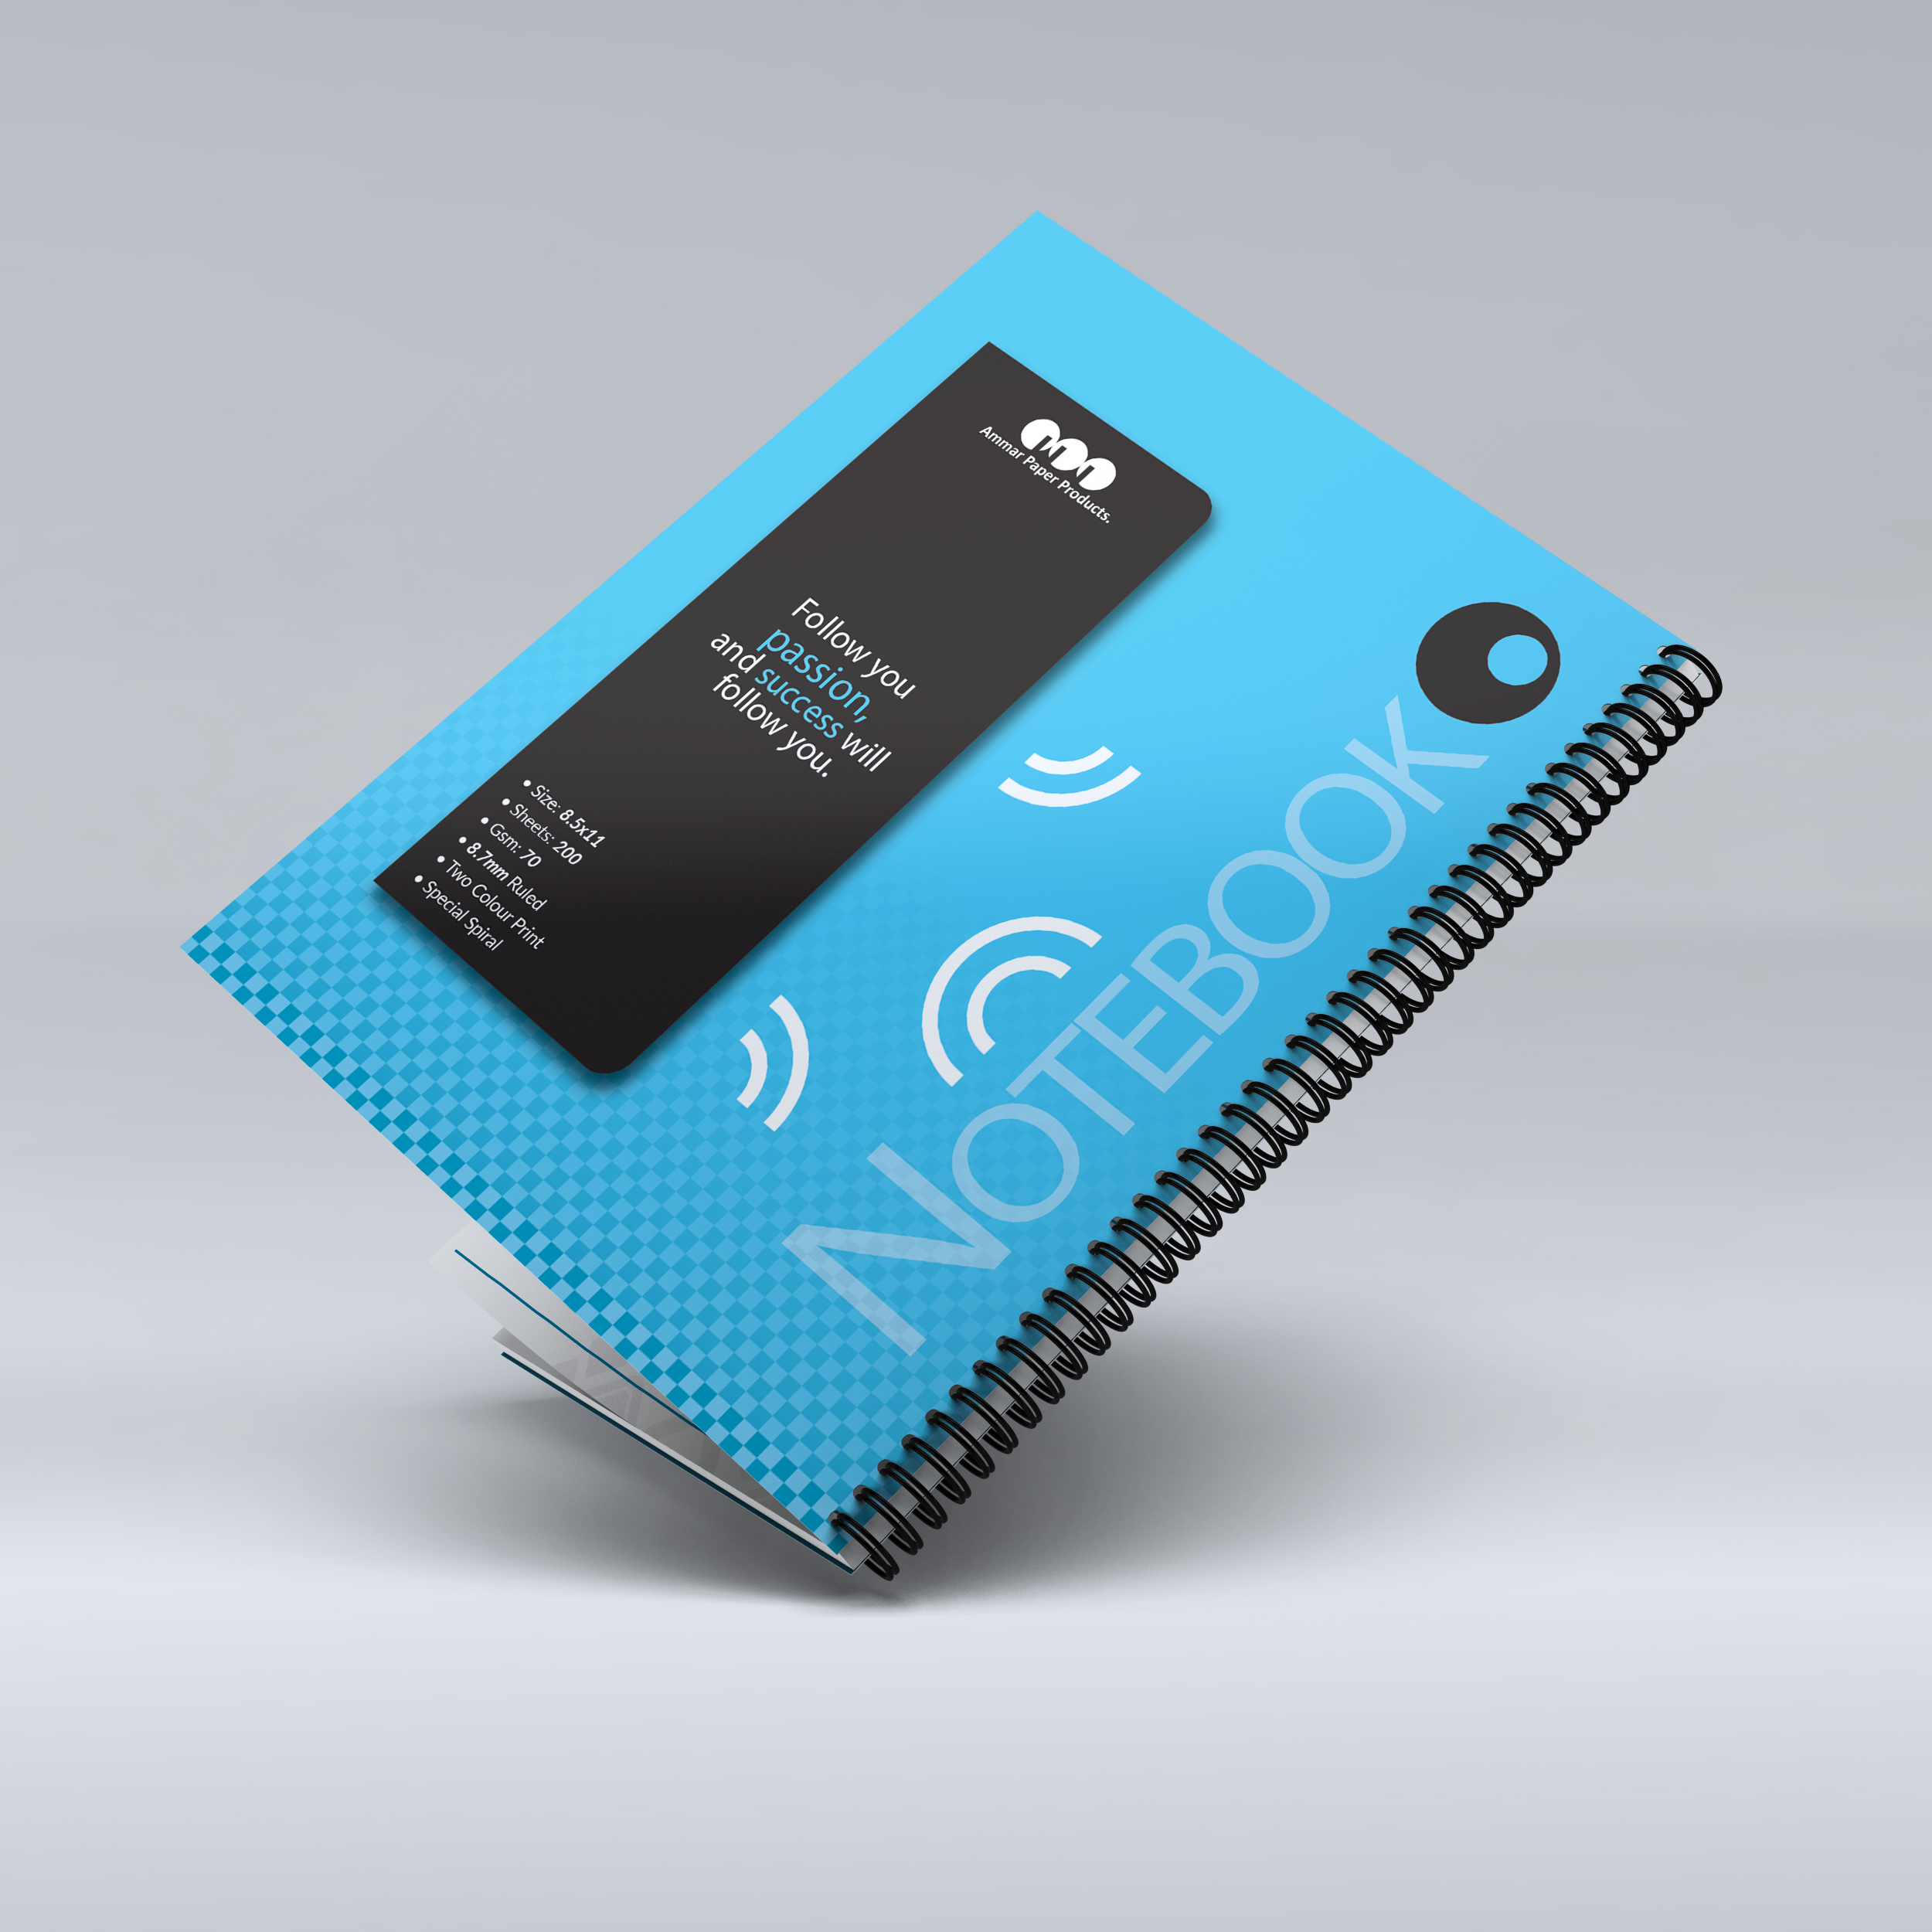 Ammar Paper Products.
Follow you
passion,
and success will
follow you.
• Size: 8.5x11
• Sheets: 200
• Gsm: 70
• 8.7mm Ruled
• Two Colour Print
• Special Spiral
NOTEBOOK